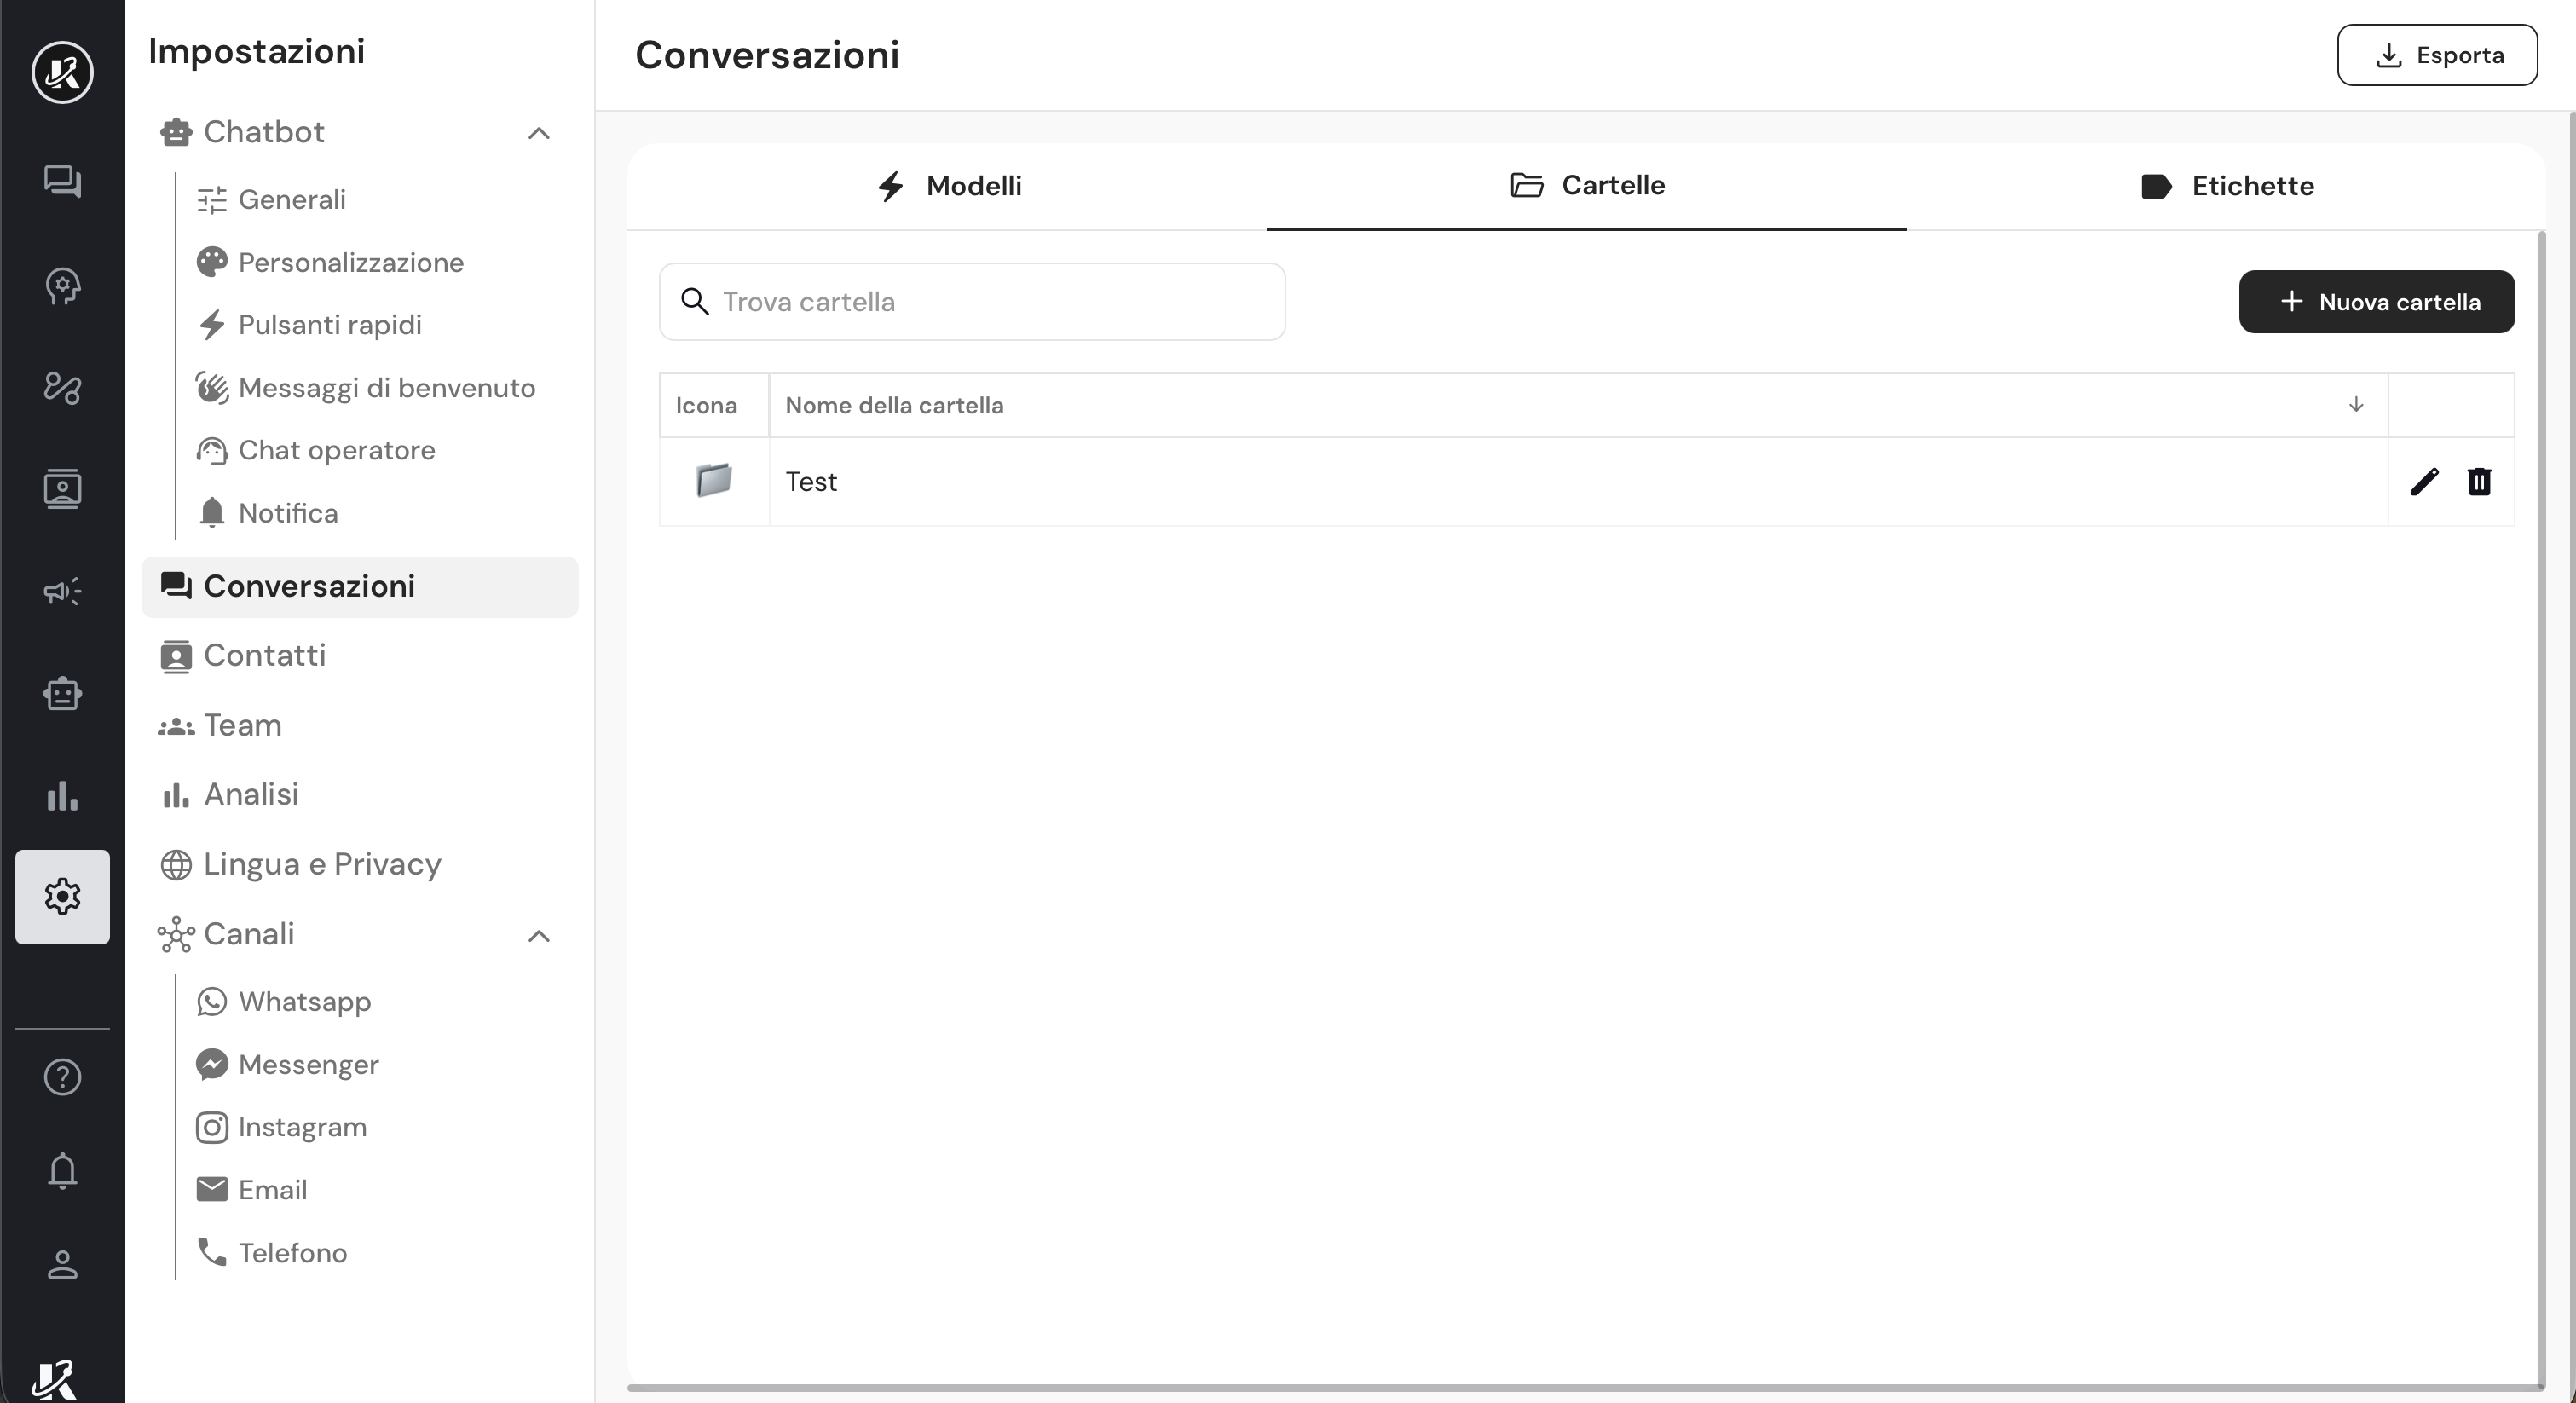 Impostazioni
Chatbot
Generali
Personalizzazione
Pulsanti rapidi
Messaggi di benvenuto
Chat operatore
Notifica
Conversazioni
Contatti
Team
Analisi
Lingua e Privacy
Canali
Whatsapp
Messenger
Instagram
Email
Telefono
Conversazioni
Esporta
Modelli
Cartelle
Etichette
Trova cartella
Nuova cartella
Icona
Nome della cartella
Test